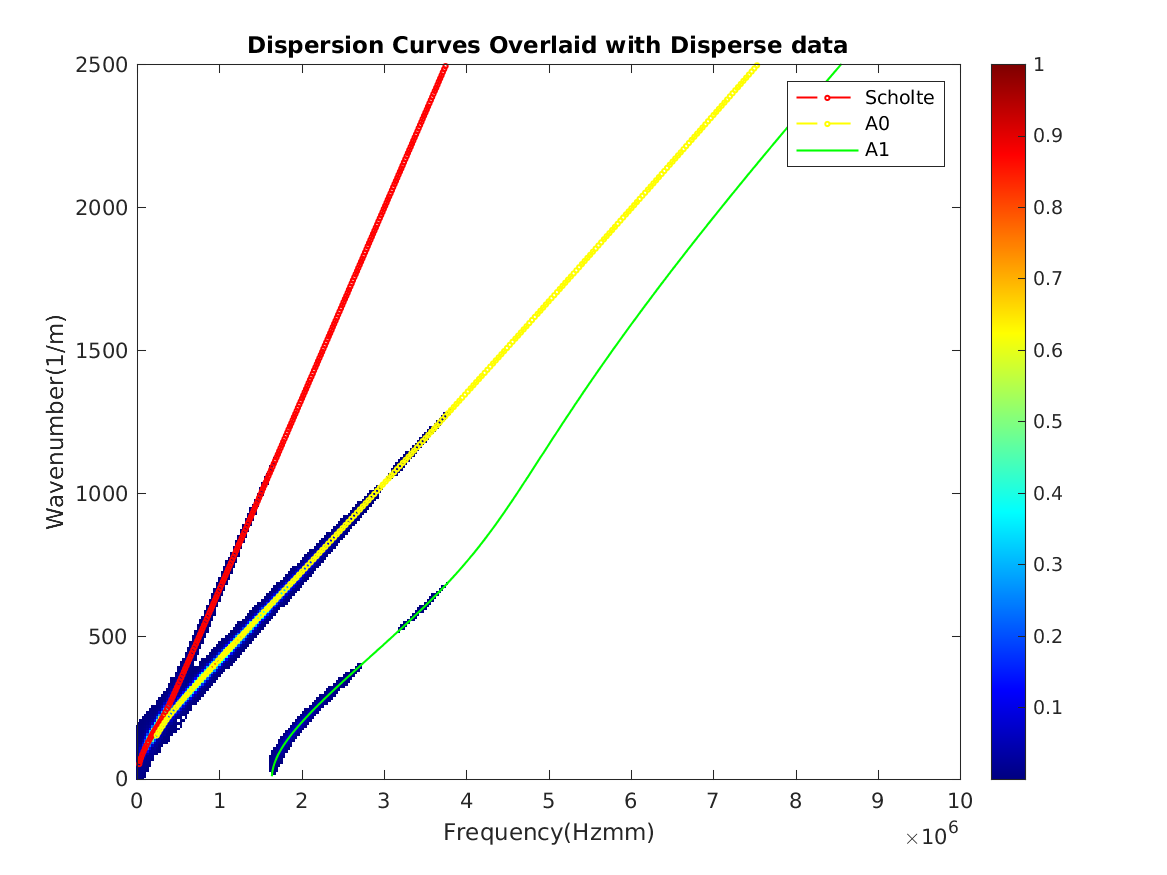 Dispersion Curves Overlaid with Disperse data
2500
2000
1500
1000
500
0
Wavenumber(1/m)
0 1 2 3 4 5 6 7 8 9 10
Frequency(Hzmm)
×10^6
Scholte
A0
A1
1
0.9
0.8
0.7
0.6
0.5
0.4
0.3
0.2
0.1